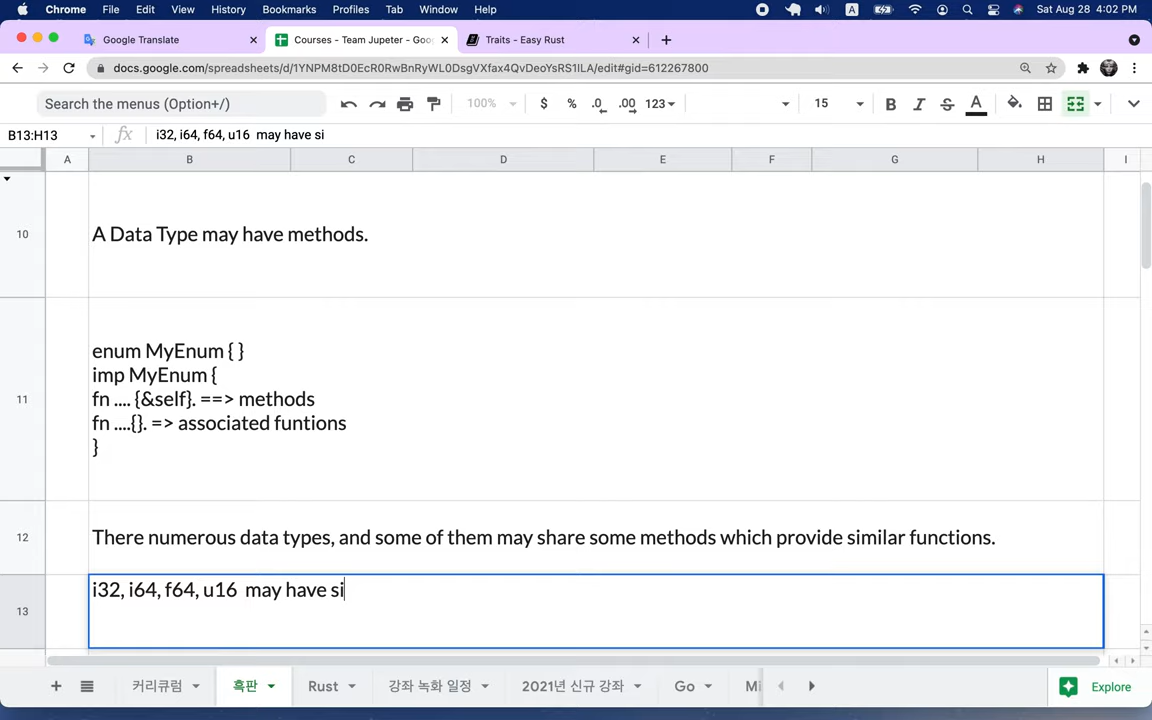 Chrome File Edit View History Bookmarks Profiles Tab Window Help A Sat Aug 28 4:02 PM
Google Translate Courses - Team Jupeter - Goo Traits - Easy Rust
docs.google.com/spreadsheets/d/1YNPM8tD0EcR0RwBnRyWL0DsgVXfax4QvDeoYsRS1ILA/edit#gid=612267800
Search the menus (Option+/) 100% $ % .0 .00 123 15 B I S A
B13:H13 fx i32, i64, f64, u16 may have si
A B C D E F G H I
10 A Data Type may have methods.
enum MyEnum { }
imp MyEnum {
11 fn .... {&self}. ==> methods
fn ....{}. => associated funtions
}
12 There numerous data types, and some of them may share some methods which provide similar functions.
i32, i64, f64, u16 may have si
13
+ 커리큐럼 흑판 Rust 강좌 녹화 일정 2021년 신규 강좌 Go Mi Explore